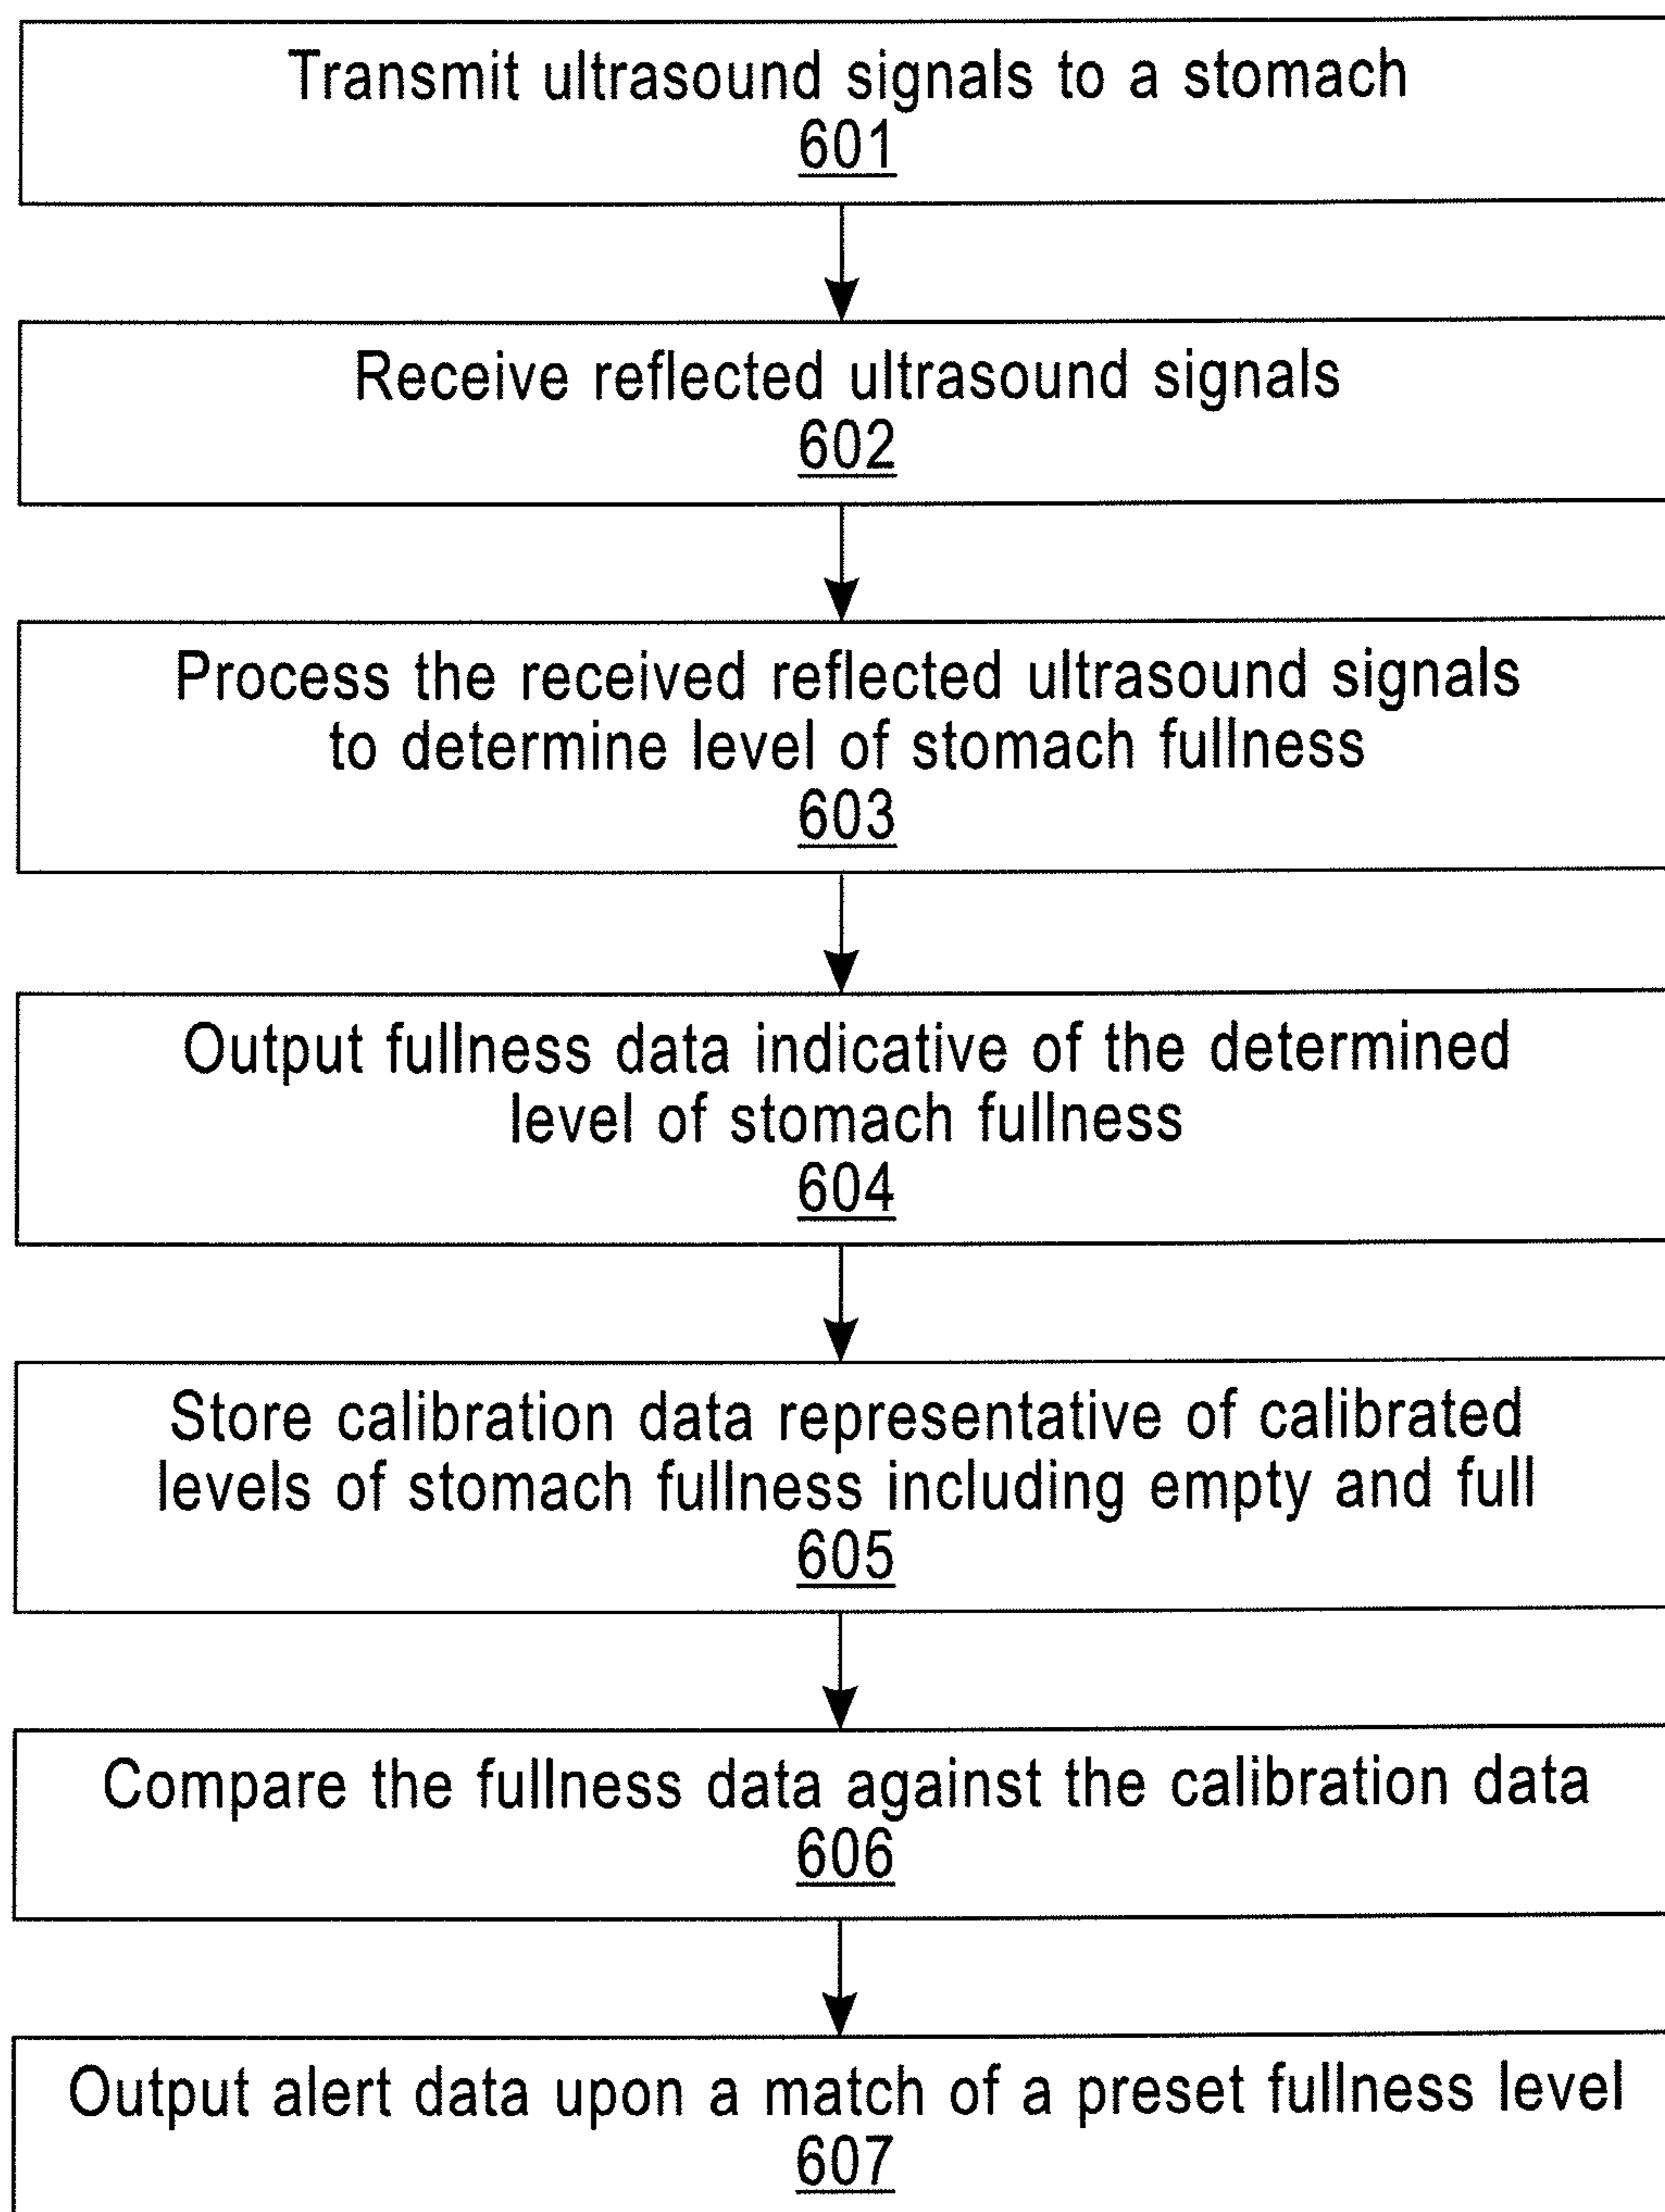 Transmit ultrasound signals to a stomach
601
Receive reflected ultrasound signals
602
Process the received reflected ultrasound signals
to determine level of stomach fullness
603
Output fullness data indicative of the determined
level of stomach fullness
604
Store calibration data representative of calibrated
levels of stomach fullness including empty and full
605
Compare the fullness data against the calibration data
606
Output alert data upon a match of a preset fullness level
607